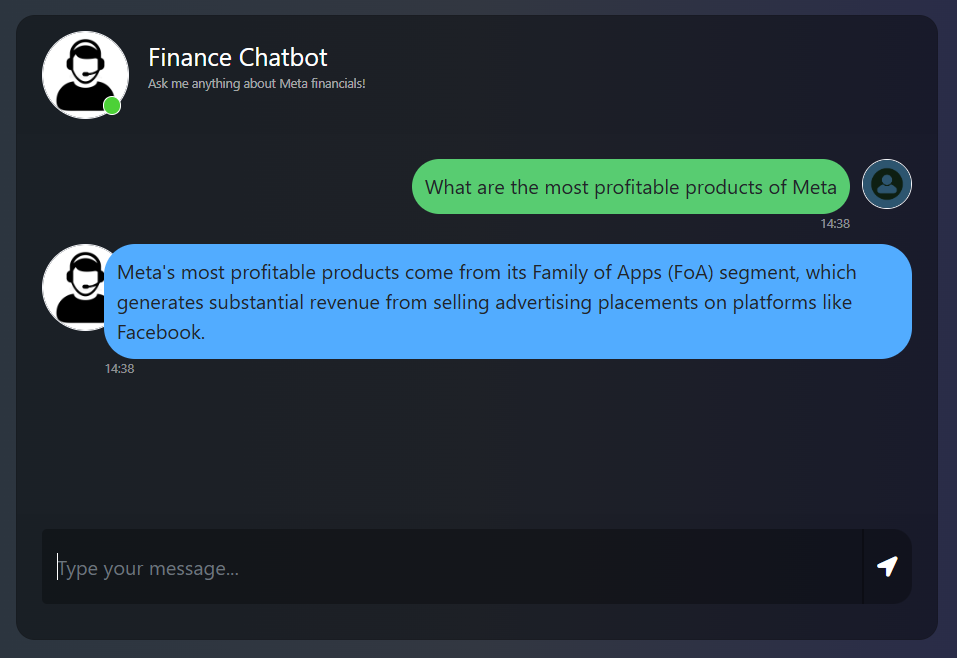 Finance Chatbot
Ask me anything about Meta financials!
What are the most profitable products of Meta
14:38
Meta's most profitable products come from its Family of Apps (FoA) segment, which
generates substantial revenue from selling advertising placements on platforms like
Facebook.
14:38
Type your message...